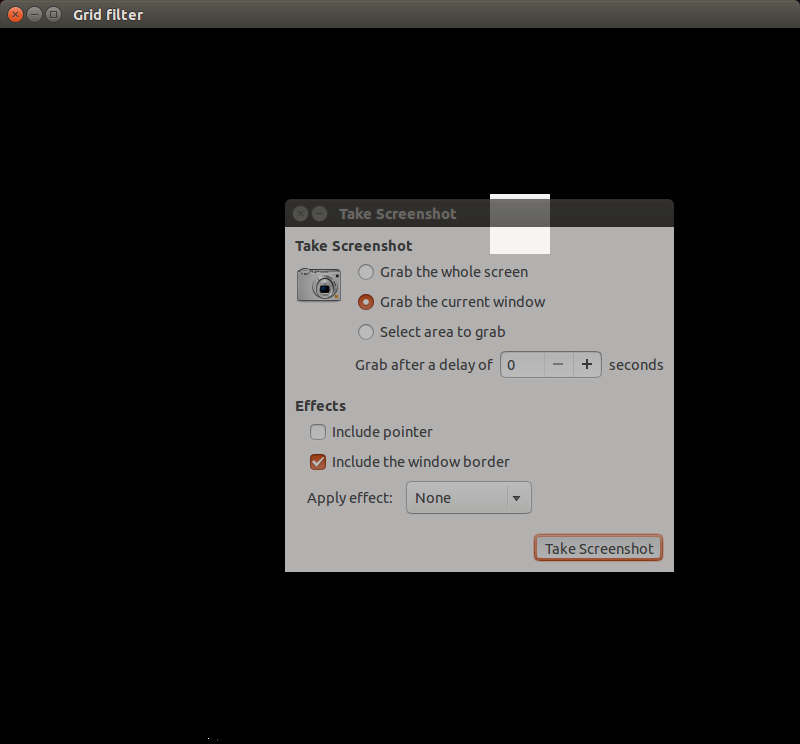 Grid filter
Take Screenshot
Take Screenshot
Grab the whole screen
Grab the current window
Select area to grab
Grab after a delay of 0 − + seconds
Effects
Include pointer
Include the window border
Apply effect: None
Take Screenshot